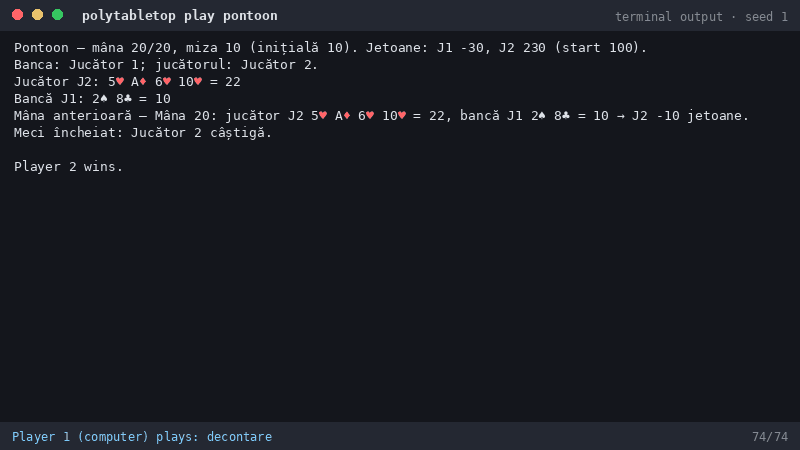 polytabletop play pontoon
terminal output · seed 1
Pontoon — mâna 20/20, miza 10 (inițială 10). Jetoane: J1 -30, J2 230 (start 100).
Banca: Jucător 1; jucătorul: Jucător 2.
Jucător J2: 5♥ A♦ 6♥ 10♥ = 22
Bancă J1: 2♠ 8♣ = 10
Mâna anterioară — Mâna 20: jucător J2 5♥ A♦ 6♥ 10♥ = 22, bancă J1 2♠ 8♣ = 10 → J2 -10 jetoane.
Meci încheiat: Jucător 2 câștigă.
Player 2 wins.
Player 1 (computer) plays: decontare
74/74